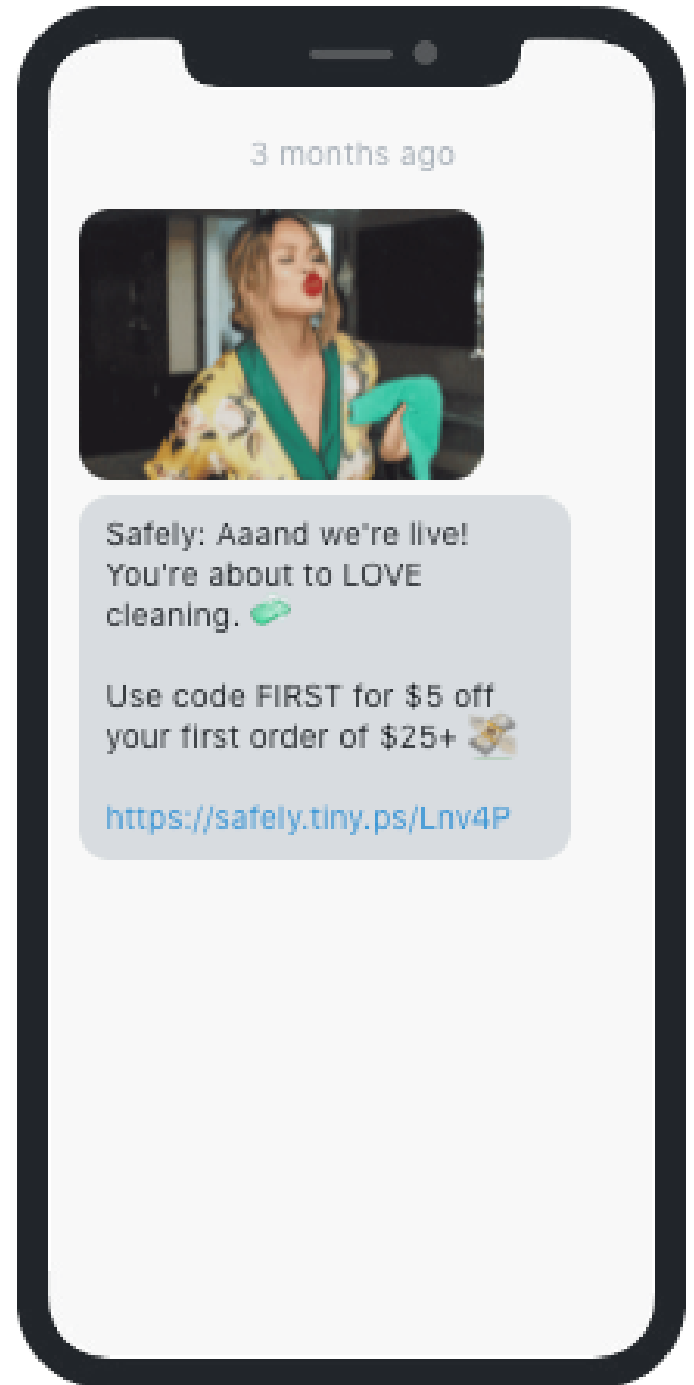 3 months ago
Safely: Aaand we're live!
You're about to LOVE
cleaning. 🧼
Use code FIRST for $5 off
your first order of $25+ 💸
https://safely.tiny.ps/Lnv4P